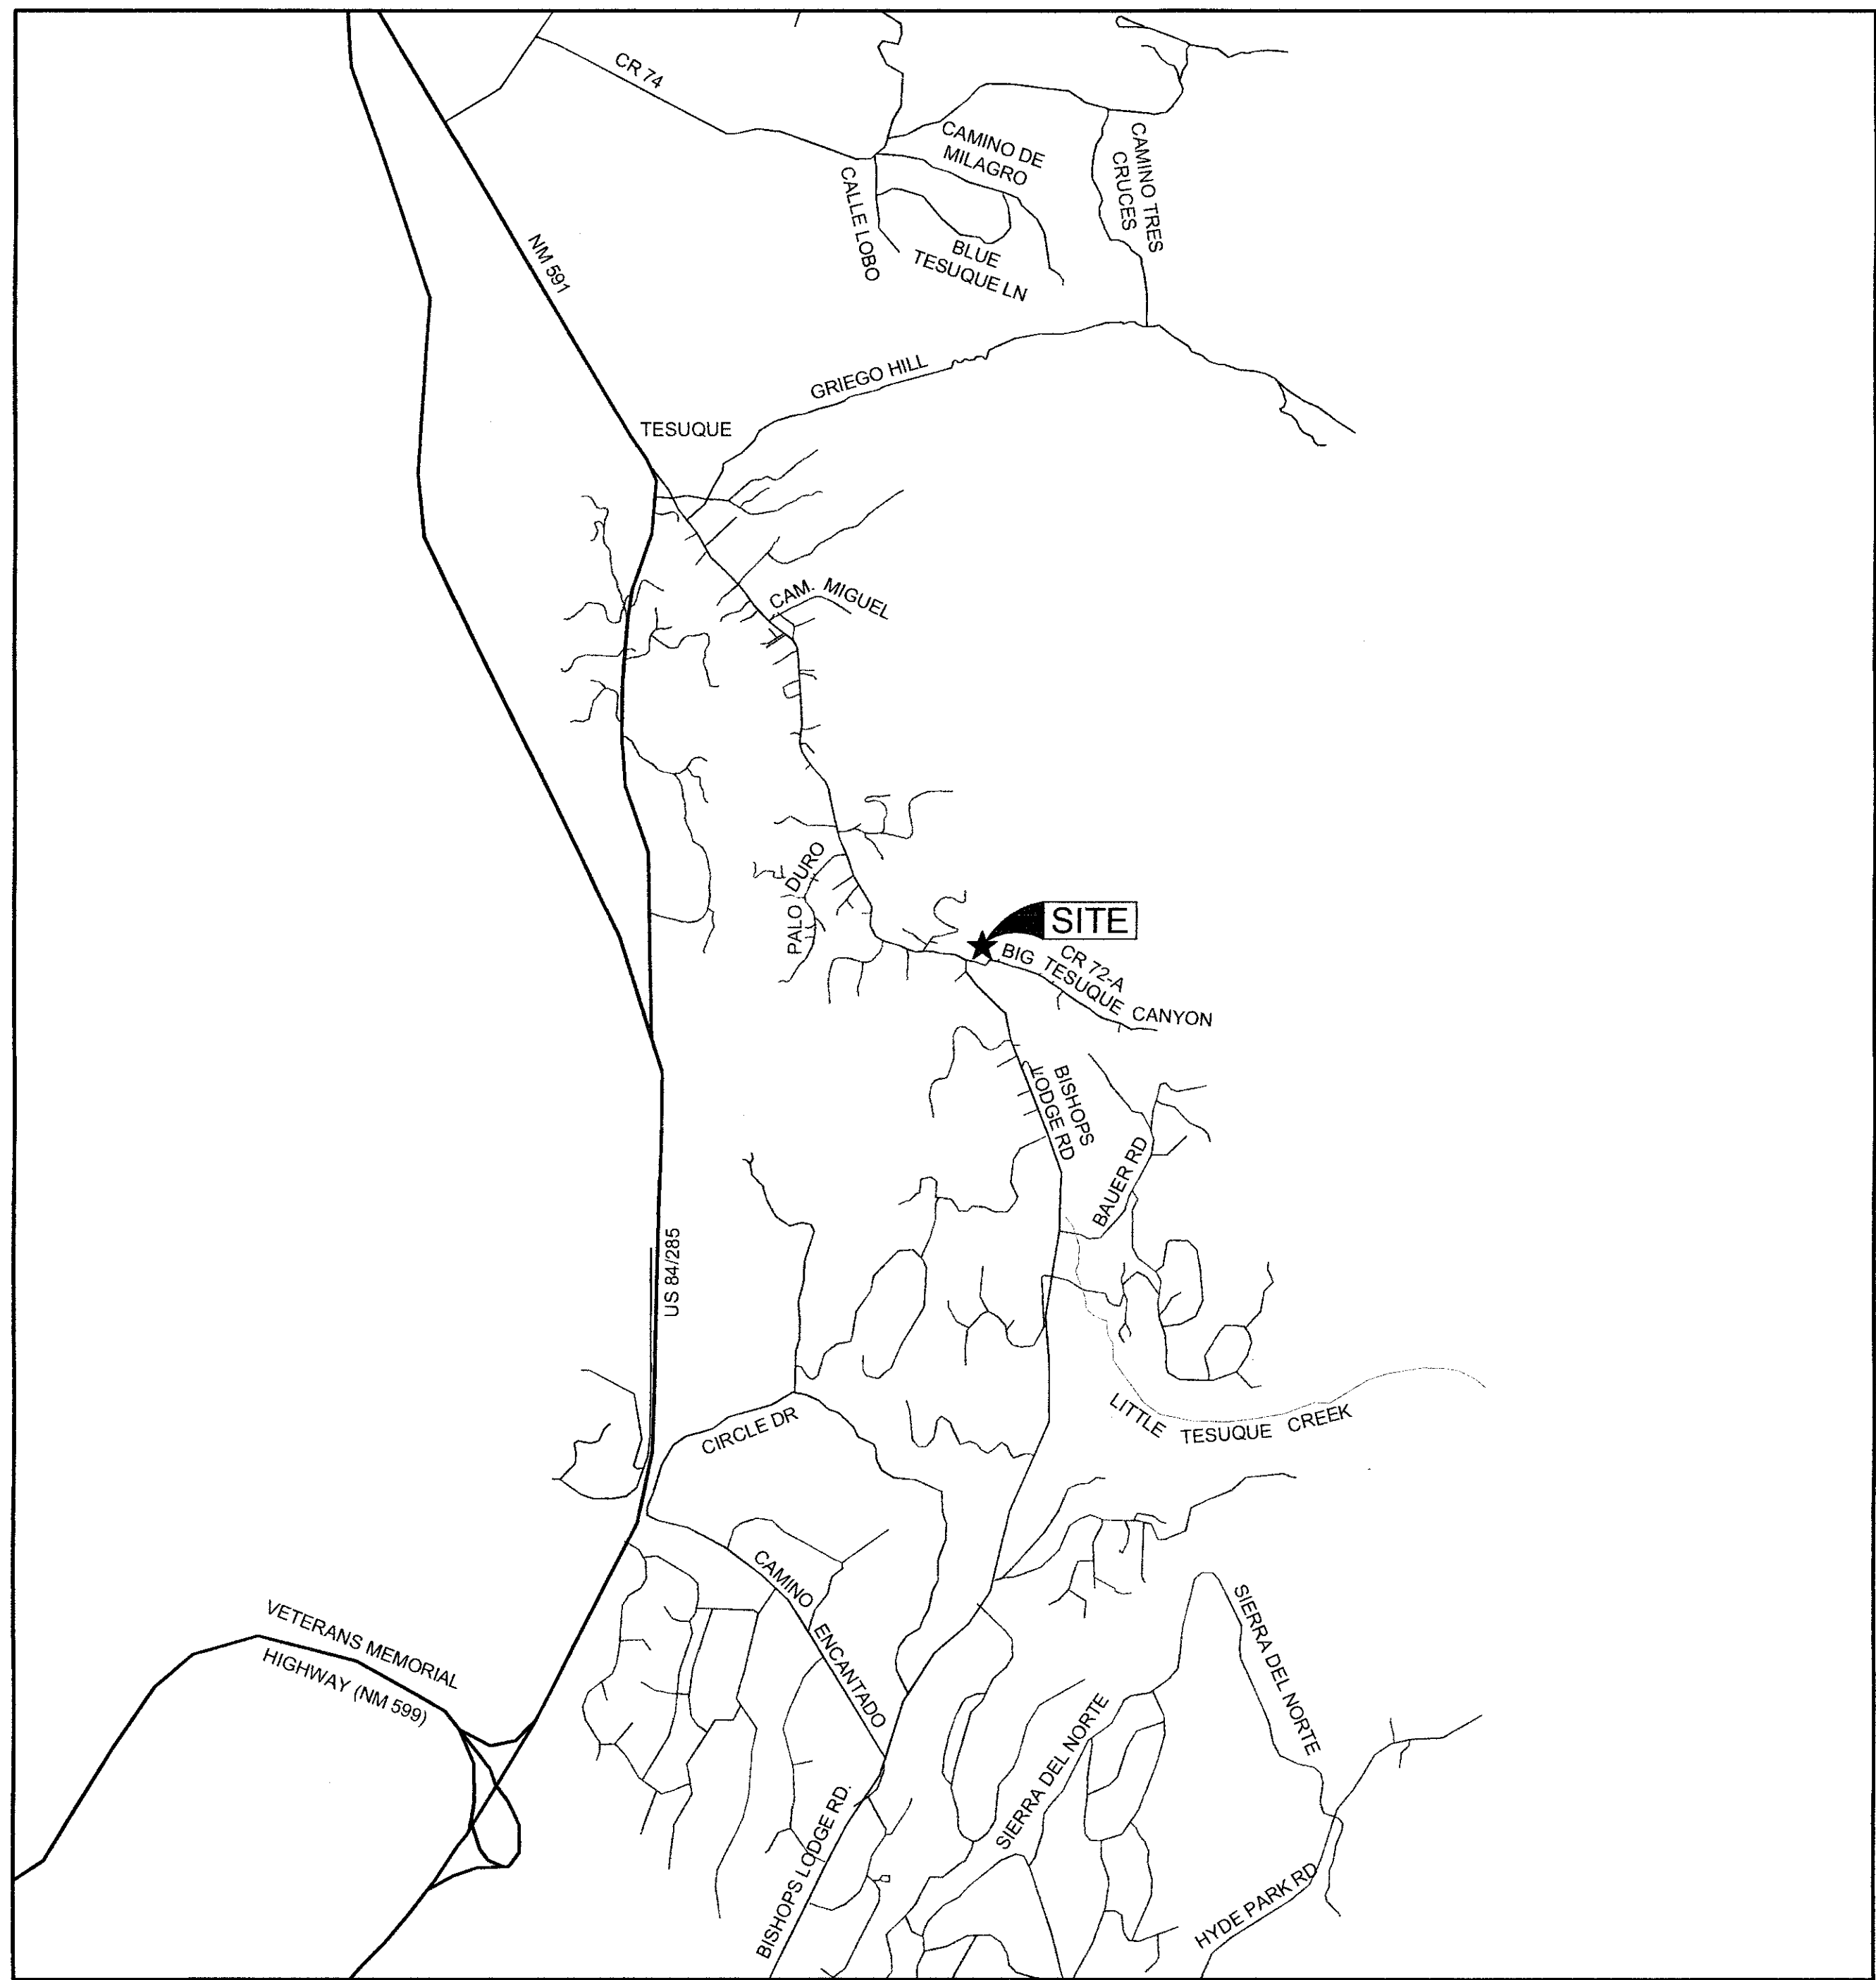 CR 74
CAMINO DE
MILAGRO
CAMINO TRES
CRUCES
CALLE LOBO
BLUE
TESUQUE LN
NM 591
GRIEGO HILL
TESUQUE
CAM. MIGUEL
PALO DURO
SITE
CR 72-A
BIG TESUQUE CANYON
BISHOPS
LODGE RD
BAUER RD
US 84/285
LITTLE TESUQUE CREEK
CIRCLE DR
CAMINO ENCANTADO
VETERANS MEMORIAL
HIGHWAY (NM 599)
SIERRA DEL NORTE
SIERRA DEL NORTE
BISHOPS LODGE RD.
HYDE PARK RD